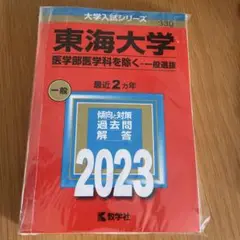 大学入試シリーズ
330
東海大学
医学部医学科を除く−一般選抜
最近2カ年
一般
傾向と対策
過去問
解答
2023
教学社